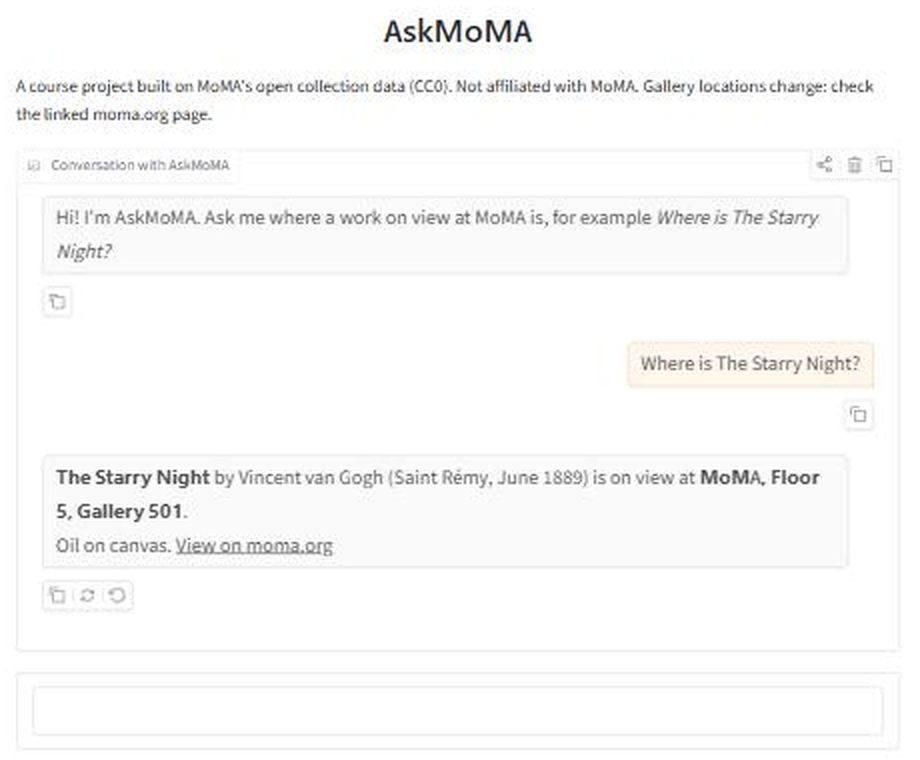 AskMoMA
A course project built on MoMA's open collection data (CC0). Not affiliated with MoMA. Gallery locations change: check
the linked moma.org page.
Conversation with AskMoMA
Hi! I'm AskMoMA. Ask me where a work on view at MoMA is, for example Where is The Starry
Night?
Where is The Starry Night?
The Starry Night by Vincent van Gogh (Saint Rémy, June 1889) is on view at MoMA, Floor
5, Gallery 501.
Oil on canvas. View on moma.org